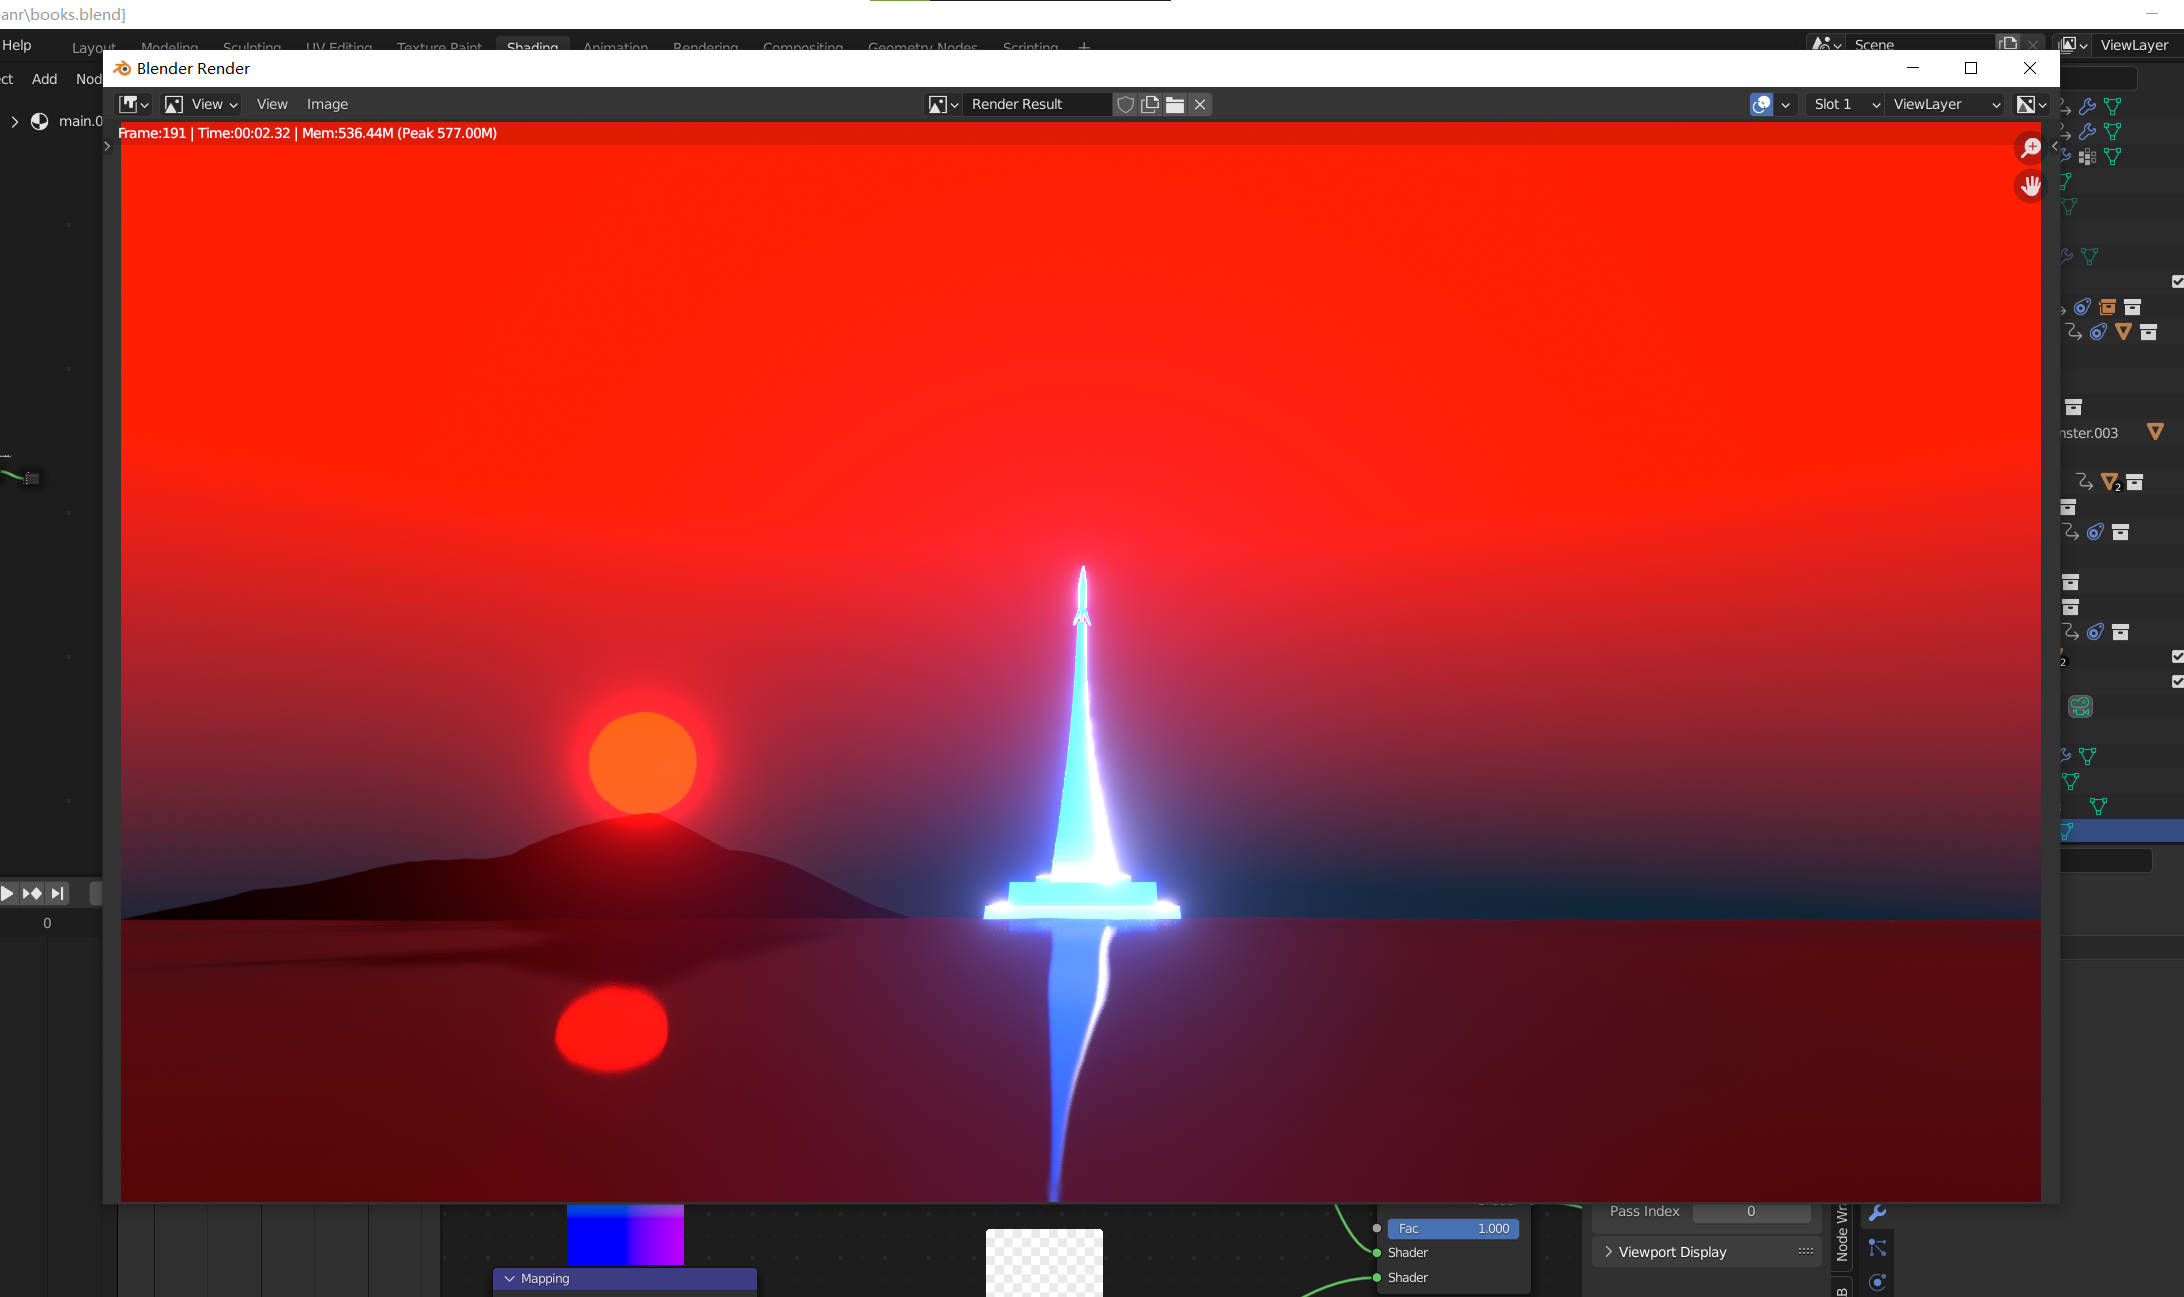 anr\books.blend]
Help
Layout Modeling Sculpting UV Editing Texture Paint Shading Animation Rendering Compositing Geometry Nodes Scripting +
Scene
ViewLayer
ect Add Nod
Blender Render
View View Image
Render Result
Slot 1 ViewLayer
main.0
Frame:191 | Time:00:02.32 | Mem:536.44M (Peak 577.00M)
nster.003
2
2
0
Pass Index 0
Fac 1.000
Shader
Viewport Display
Shader
Mapping
Node Wr